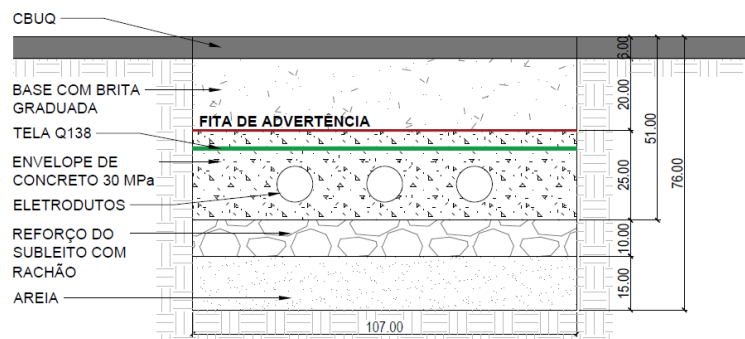 CBUQ
BASE COM BRITA
GRADUADA
FITA DE ADVERTÊNCIA
TELA Q138
ENVELOPE DE
CONCRETO 30 MPa
ELETRODUTOS
REFORÇO DO
SUBLEITO COM
RACHÃO
AREIA
6.00
20.00
25.00
10.00
15.00
51.00
76.00
107.00